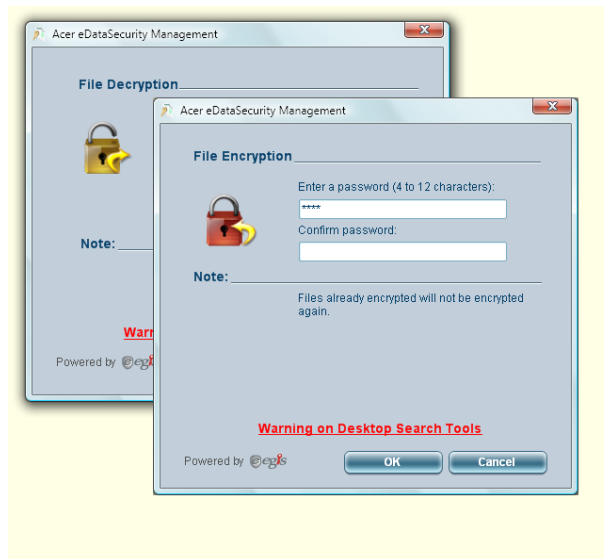 Acer eDataSecurity Management
File Decryption
Note:
Warn
Powered by egi
Acer eDataSecurity Management
File Encryption
Enter a password (4 to 12 characters):
****
Confirm password:
Note:
Files already encrypted will not be encrypted
again.
Warning on Desktop Search Tools
Powered by egis
OK
Cancel